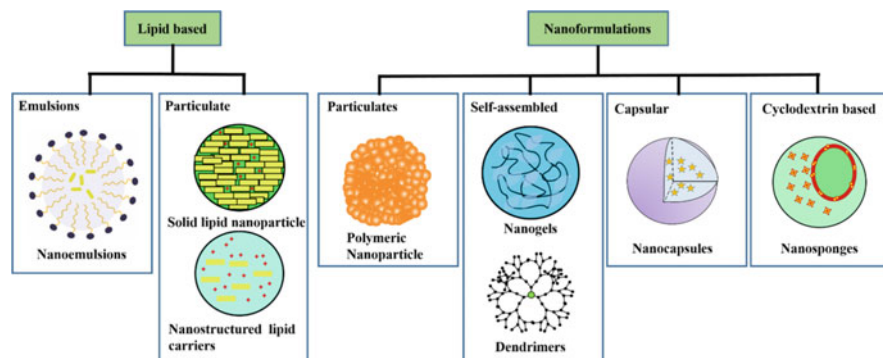 Lipid based
Nanoformulations
Emulsions
Nanoemulsions
Particulate
Solid lipid nanoparticle
Nanostructured lipid
carriers
Particulates
Polymeric
Nanoparticle
Self-assembled
Nanogels
Dendrimers
Capsular
Nanocapsules
Cyclodextrin based
Nanosponges